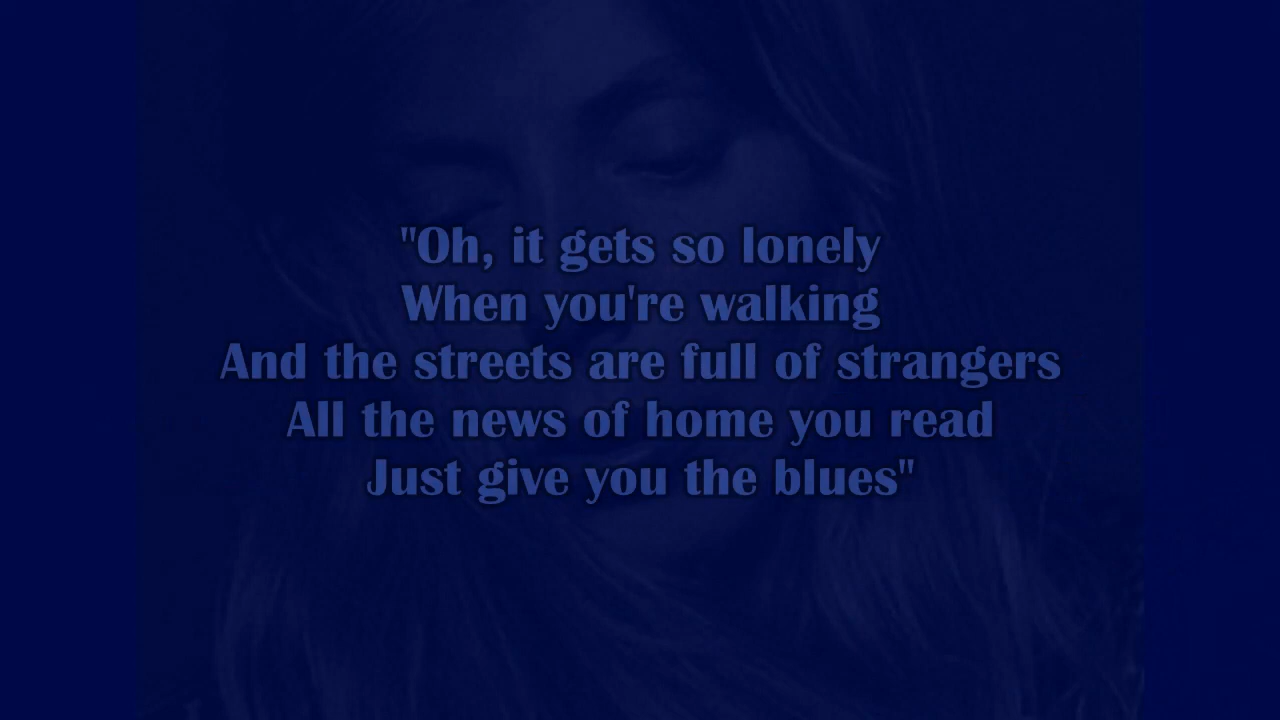 "Oh, it gets so lonely
When you're walking
And the streets are full of strangers
All the news of home you read
Just give you the blues"